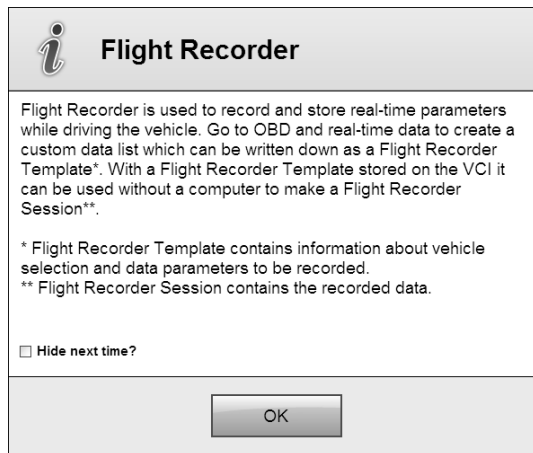 Flight Recorder
Flight Recorder is used to record and store real-time parameters
while driving the vehicle. Go to OBD and real-time data to create a
custom data list which can be written down as a Flight Recorder
Template*. With a Flight Recorder Template stored on the VCI it
can be used without a computer to make a Flight Recorder
Session**.
* Flight Recorder Template contains information about vehicle
selection and data parameters to be recorded.
** Flight Recorder Session contains the recorded data.
Hide next time?
OK